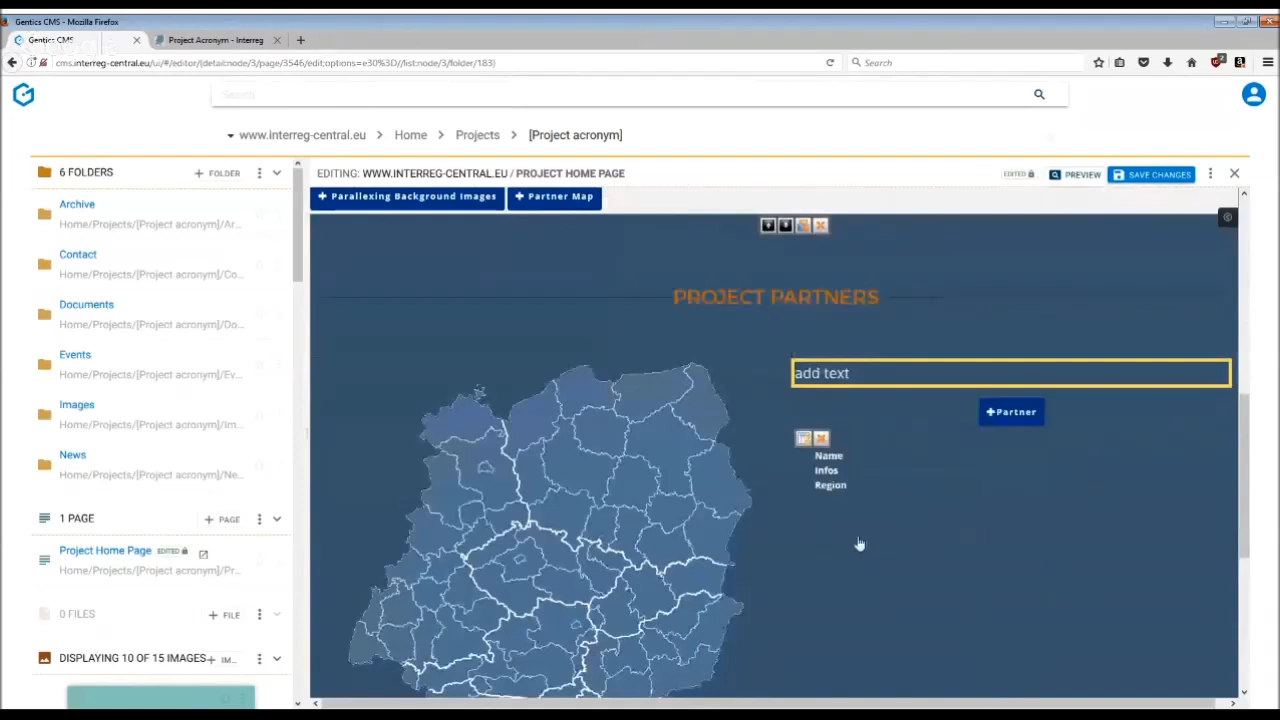 Gentics CMS - Mozilla Firefox
Gentics CMS
Project Acronym - Interreg
cms.interreg-central.eu/ui/#/editor/(detail:node/3/page/3546/edit;options=e30%3D//list:node/3/folder/183)
Search
2
Search
www.interreg-central.eu > Home > Projects > [Project acronym]
6 FOLDERS
+ FOLDER
Archive
Home/Projects/[Project acronym]/Ar...
Contact
Home/Projects/[Project acronym]/Co...
Documents
Home/Projects/[Project acronym]/Do...
Events
Home/Projects/[Project acronym]/Ev...
Images
Home/Projects/[Project acronym]/Im...
News
Home/Projects/[Project acronym]/Ne...
1 PAGE
+ PAGE
Project Home Page EDITED
Home/Projects/[Project acronym]/Pr...
0 FILES
+ FILE
DISPLAYING 10 OF 15 IMAGES
+ IM...
EDITING: WWW.INTERREG-CENTRAL.EU / PROJECT HOME PAGE
EDITED
PREVIEW
SAVE CHANGES
+ Parallexing Background Images
+ Partner Map
PROJECT PARTNERS
add text
+Partner
Name
Infos
Region